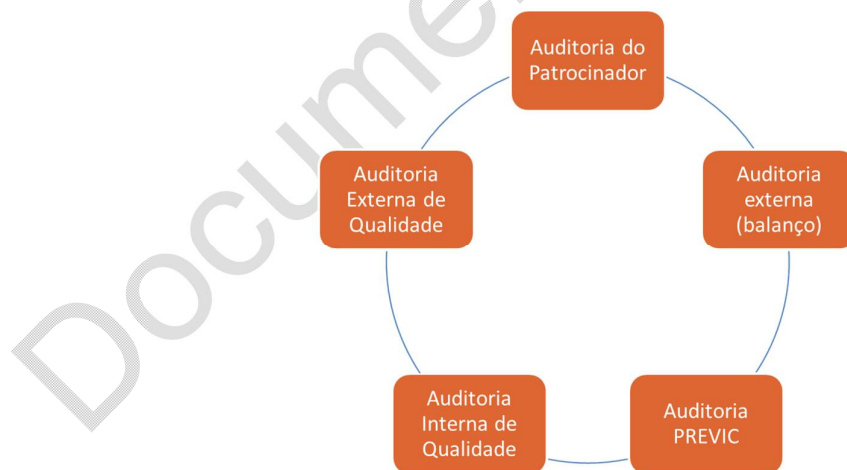 Auditoria do
Patrocinador
Auditoria
externa
(balanço)
Auditoria
PREVIC
Auditoria
Interna de
Qualidade
Auditoria
Externa de
Qualidade